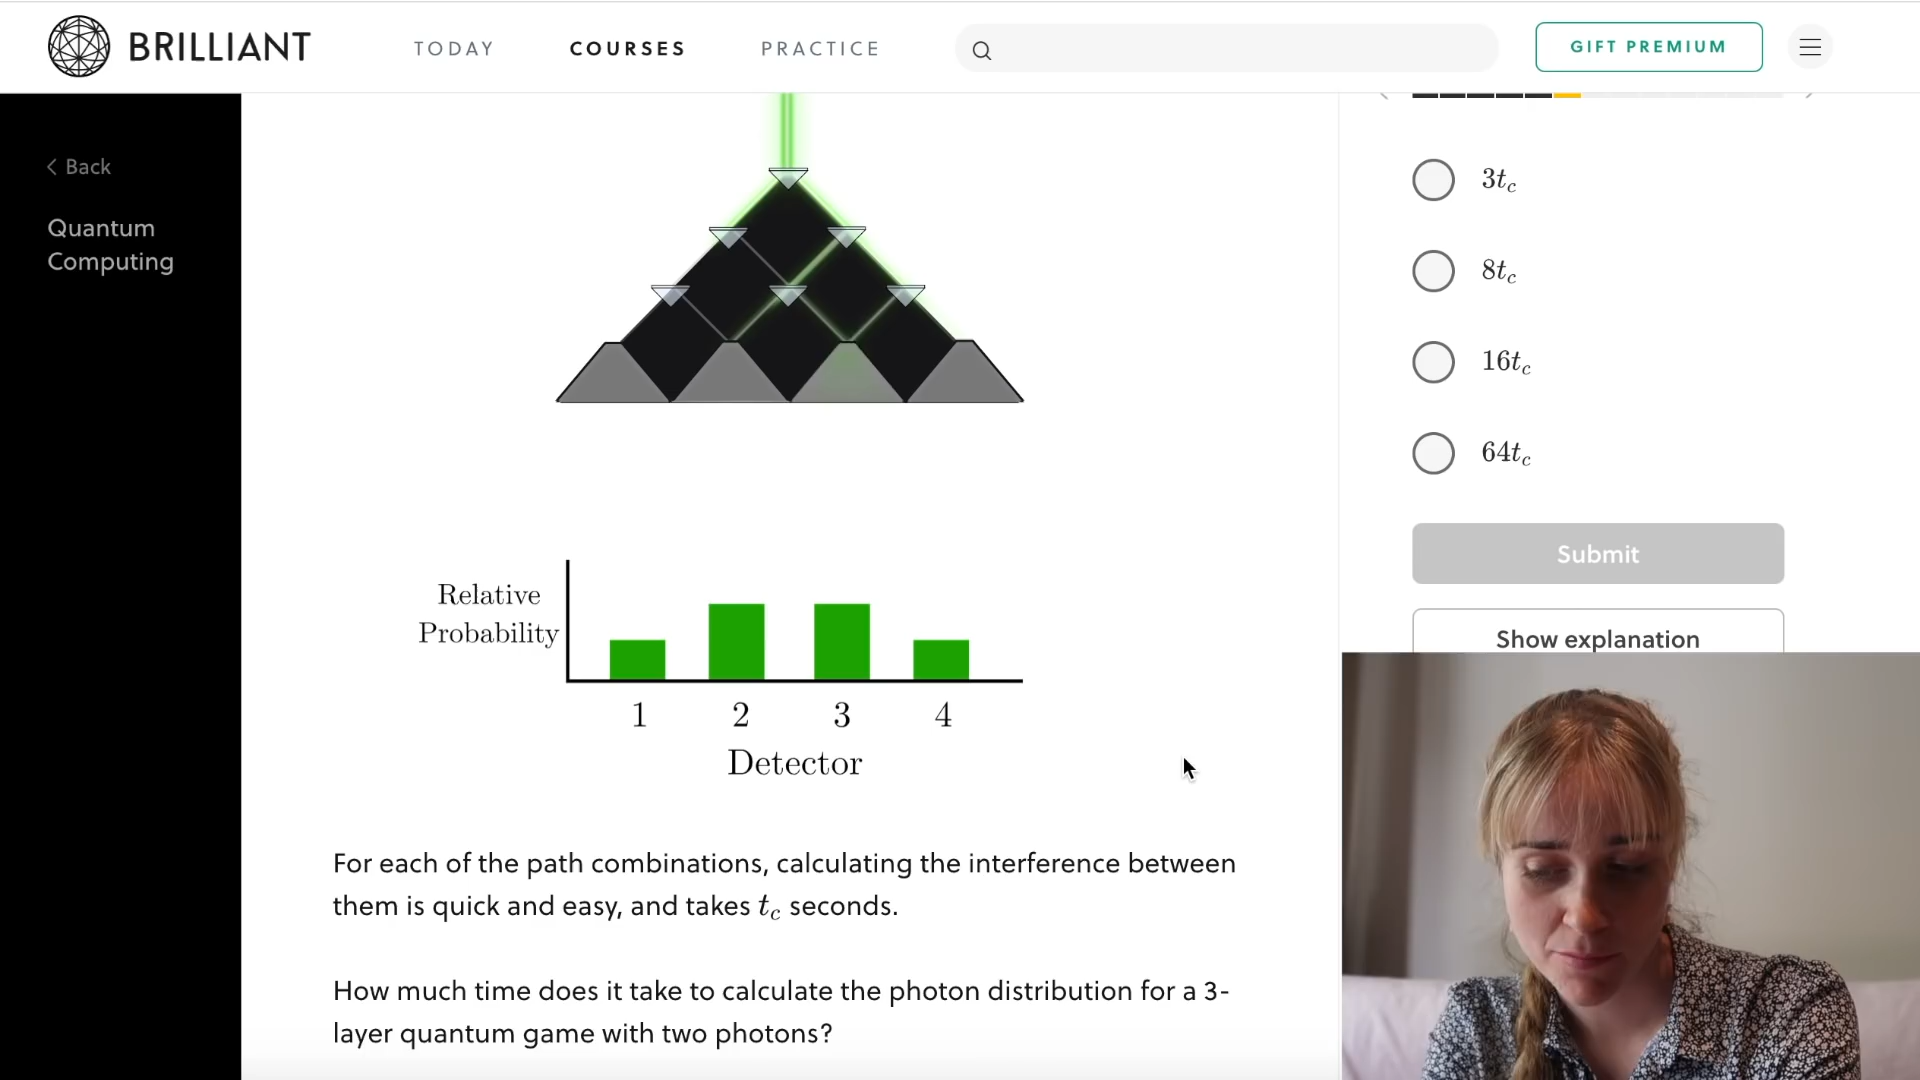 BRILLIANT
TODAY
COURSES
PRACTICE
GIFT PREMIUM
Back
Quantum
Computing
3t_c
8t_c
16t_c
64t_c
Submit
Show explanation
Relative
Probability
1 2 3 4
Detector
For each of the path combinations, calculating the interference between
them is quick and easy, and takes t_c seconds.
How much time does it take to calculate the photon distribution for a 3-
layer quantum game with two photons?